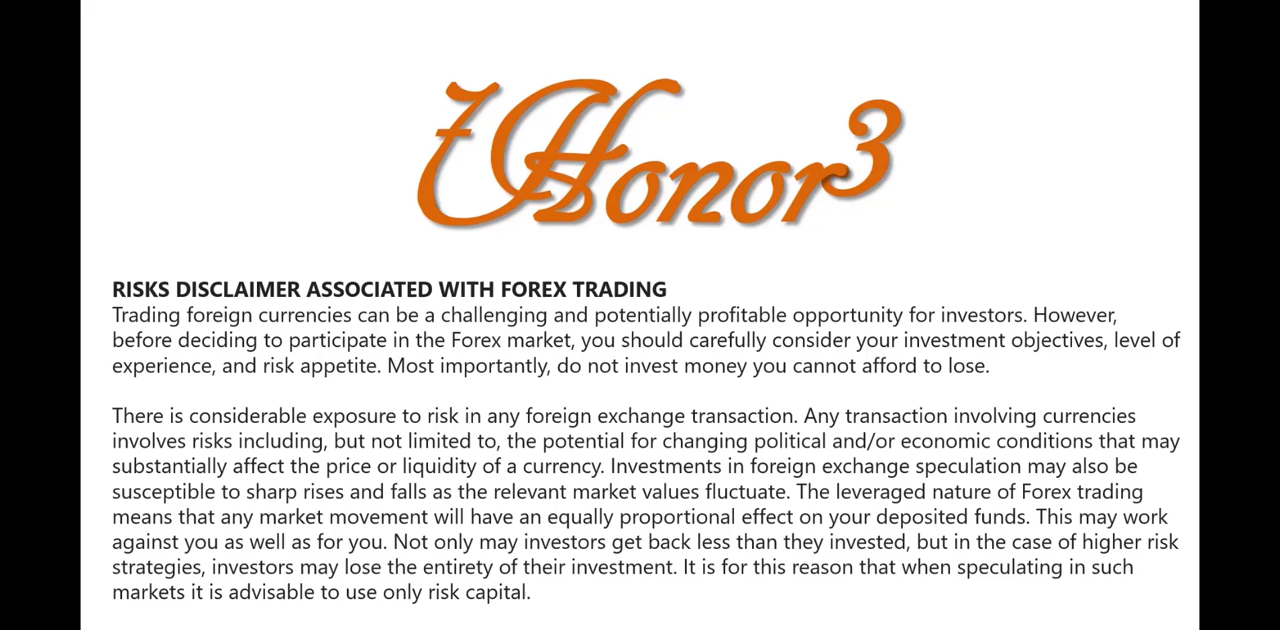 Honor³
RISKS DISCLAIMER ASSOCIATED WITH FOREX TRADING
Trading foreign currencies can be a challenging and potentially profitable opportunity for investors. However,
before deciding to participate in the Forex market, you should carefully consider your investment objectives, level of
experience, and risk appetite. Most importantly, do not invest money you cannot afford to lose.
There is considerable exposure to risk in any foreign exchange transaction. Any transaction involving currencies
involves risks including, but not limited to, the potential for changing political and/or economic conditions that may
substantially affect the price or liquidity of a currency. Investments in foreign exchange speculation may also be
susceptible to sharp rises and falls as the relevant market values fluctuate. The leveraged nature of Forex trading
means that any market movement will have an equally proportional effect on your deposited funds. This may work
against you as well as for you. Not only may investors get back less than they invested, but in the case of higher risk
strategies, investors may lose the entirety of their investment. It is for this reason that when speculating in such
markets it is advisable to use only risk capital.